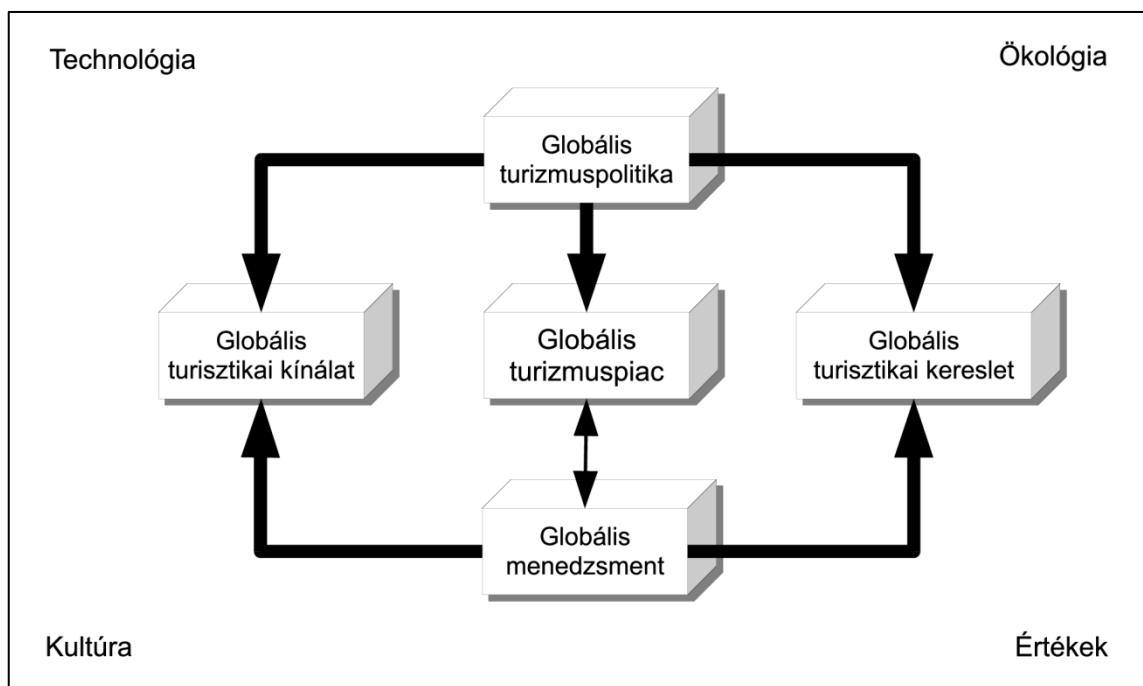 Technológia
Ökológia
Globális
turizmuspolitika
Globális
turisztikai kínálat
Globális
turizmuspiac
Globális
turisztikai kereslet
Globális
menedzsment
Kultúra
Értékek